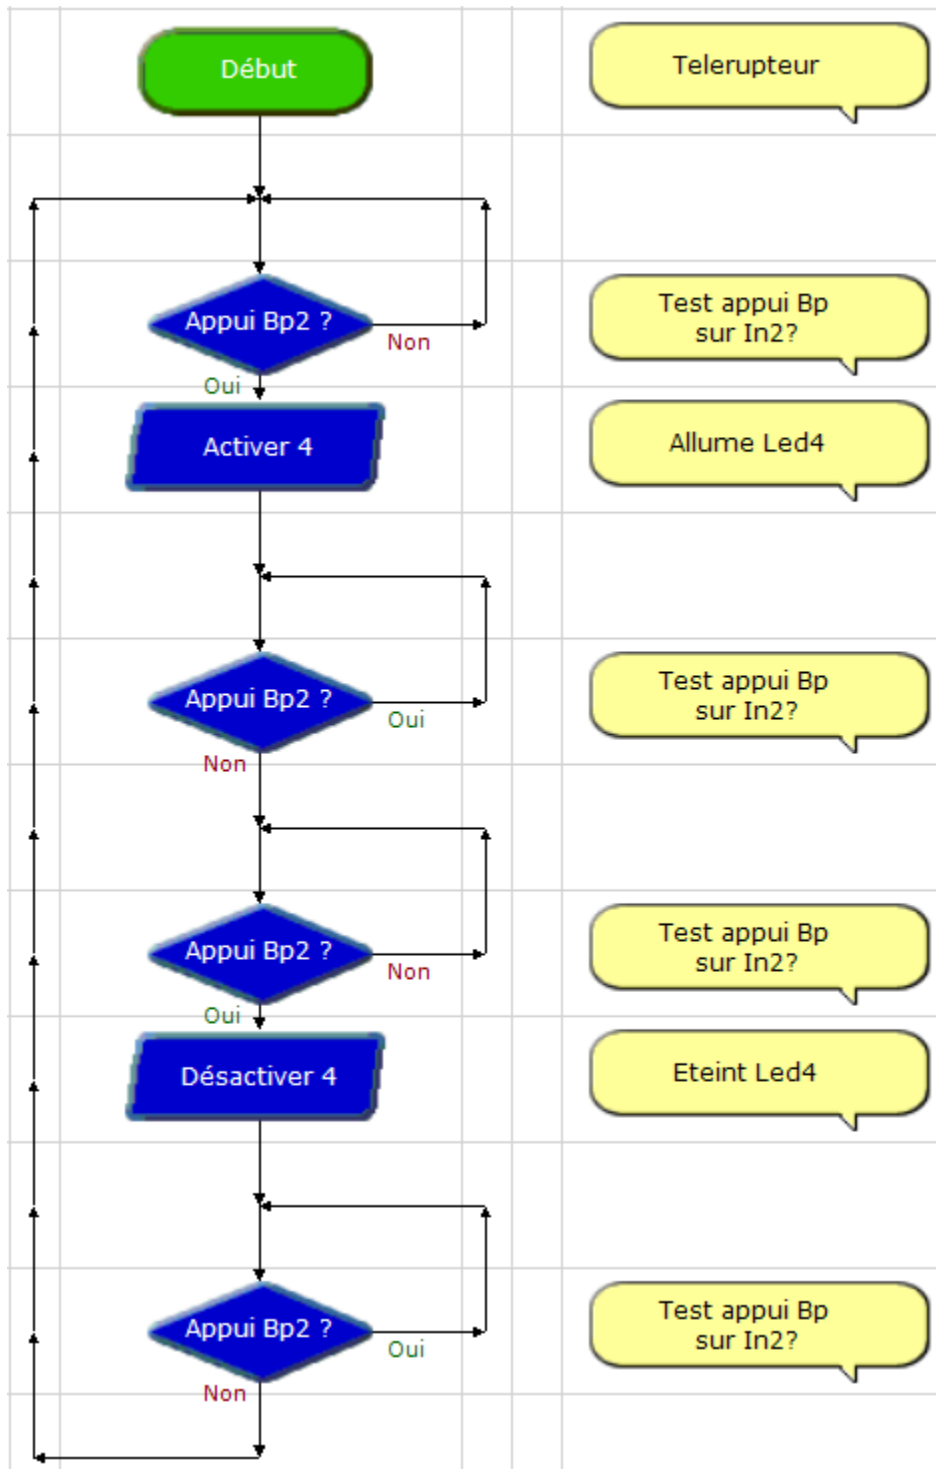 Début
Telerupteur
Appui Bp2 ?
Non
Oui
Test appui Bp
sur In2?
Activer 4
Allume Led4
Appui Bp2 ?
Oui
Non
Test appui Bp
sur In2?
Appui Bp2 ?
Non
Oui
Test appui Bp
sur In2?
Désactiver 4
Eteint Led4
Appui Bp2 ?
Oui
Non
Test appui Bp
sur In2?